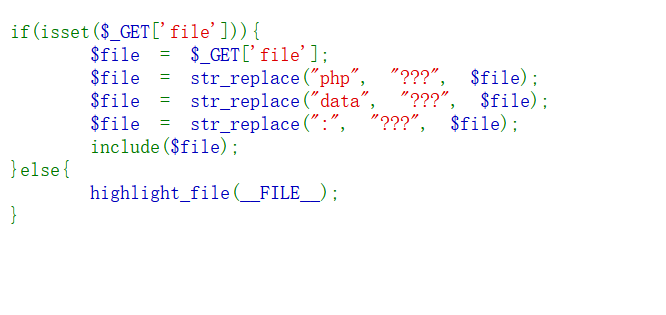 if(isset($_GET['file'])){
        $file = $_GET['file'];
        $file = str_replace("php", "???", $file);
        $file = str_replace("data", "???", $file);
        $file = str_replace(":", "???", $file);
        include($file);
}else{
        highlight_file(__FILE__);
}